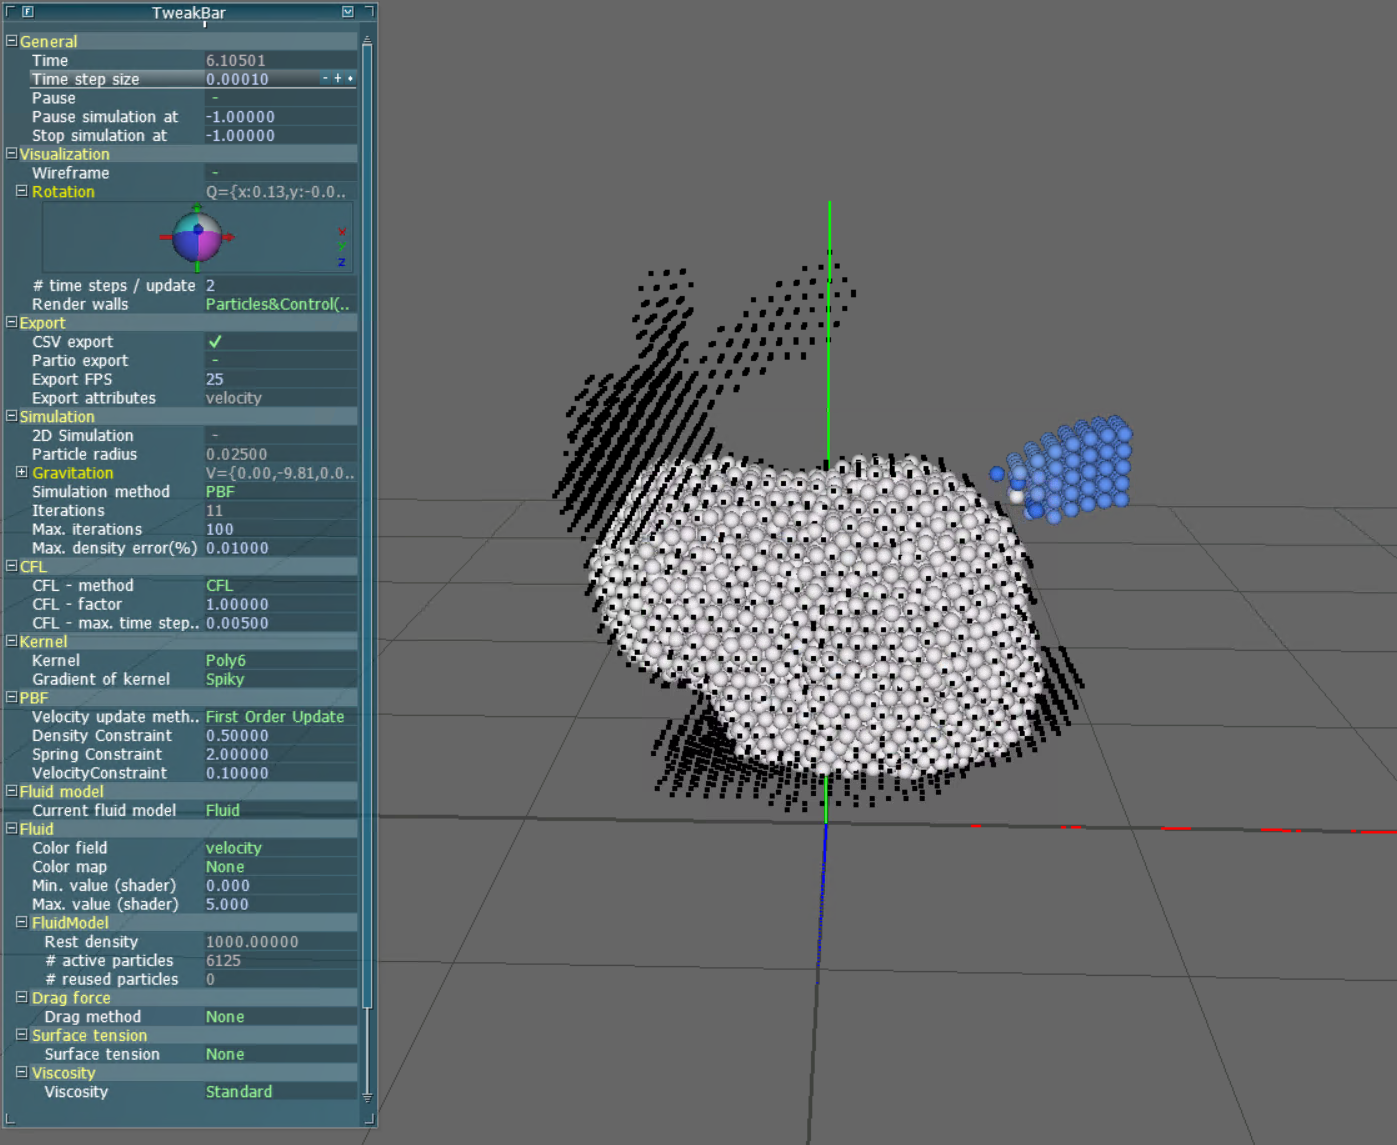 TweakBar
General
Time 6.10501
Time step size 0.00010 - + •
Pause -
Pause simulation at -1.00000
Stop simulation at -1.00000
Visualization
Wireframe -
Rotation Q={x:0.13,y:-0.0..
x
y
z
# time steps / update 2
Render walls Particles&Control(..
Export
CSV export ✓
Partio export -
Export FPS 25
Export attributes velocity
Simulation
2D Simulation -
Particle radius 0.02500
Gravitation V={0.00,-9.81,0.0..
Simulation method PBF
Iterations 11
Max. iterations 100
Max. density error(%) 0.01000
CFL
CFL - method CFL
CFL - factor 1.00000
CFL - max. time step.. 0.00500
Kernel
Kernel Poly6
Gradient of kernel Spiky
PBF
Velocity update meth.. First Order Update
Density Constraint 0.50000
Spring Constraint 2.00000
VelocityConstraint 0.10000
Fluid model
Current fluid model Fluid
Fluid
Color field velocity
Color map None
Min. value (shader) 0.000
Max. value (shader) 5.000
FluidModel
Rest density 1000.00000
# active particles 6125
# reused particles 0
Drag force
Drag method None
Surface tension
Surface tension None
Viscosity
Viscosity Standard